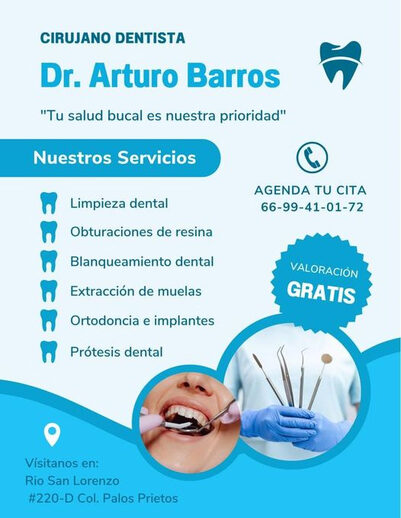 CIRUJANO DENTISTA
Dr. Arturo Barros
"Tu salud bucal es nuestra prioridad"
Nuestros Servicios
Limpieza dental
Obturaciones de resina
Blanqueamiento dental
Extracción de muelas
Ortodoncia e implantes
Prótesis dental
AGENDA TU CITA
66-99-41-01-72
VALORACIÓN
GRATIS
Vísitanos en:
Rio San Lorenzo
#220-D Col. Palos Prietos